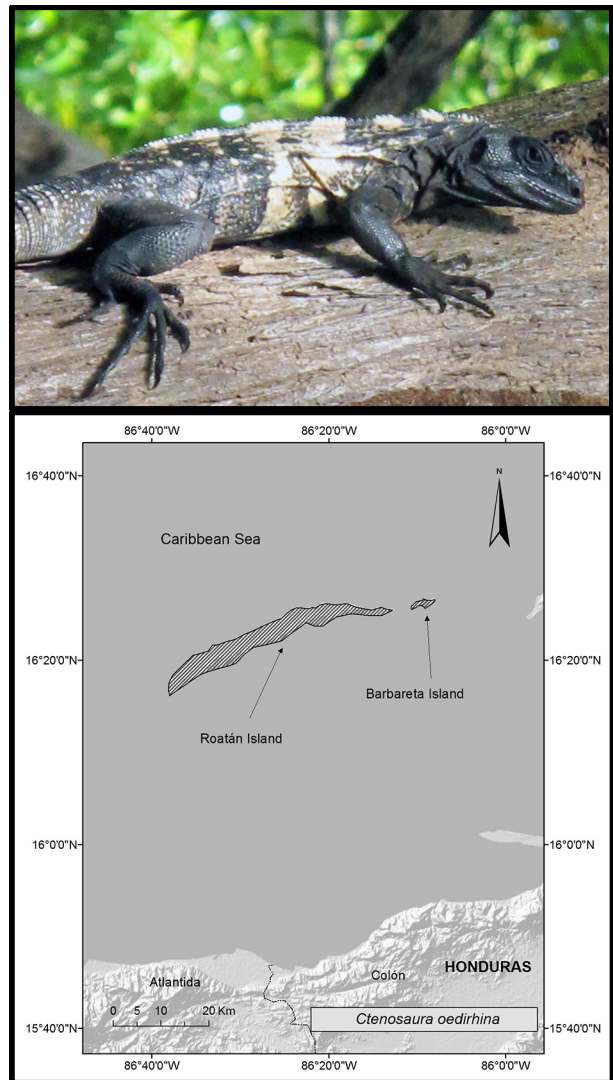 86°40'0"W 86°20'0"W 86°0'0"W
16°40'0"N 16°40'0"N
N
Caribbean Sea
16°20'0"N 16°20'0"N
Barbareta Island
Roatán Island
16°0'0"N 16°0'0"N
HONDURAS
Colón
Atlantida
0 5 10 20 Km
Ctenosaura oedirhina
15°40'0"N 15°40'0"N
86°40'0"W 86°20'0"W 86°0'0"W